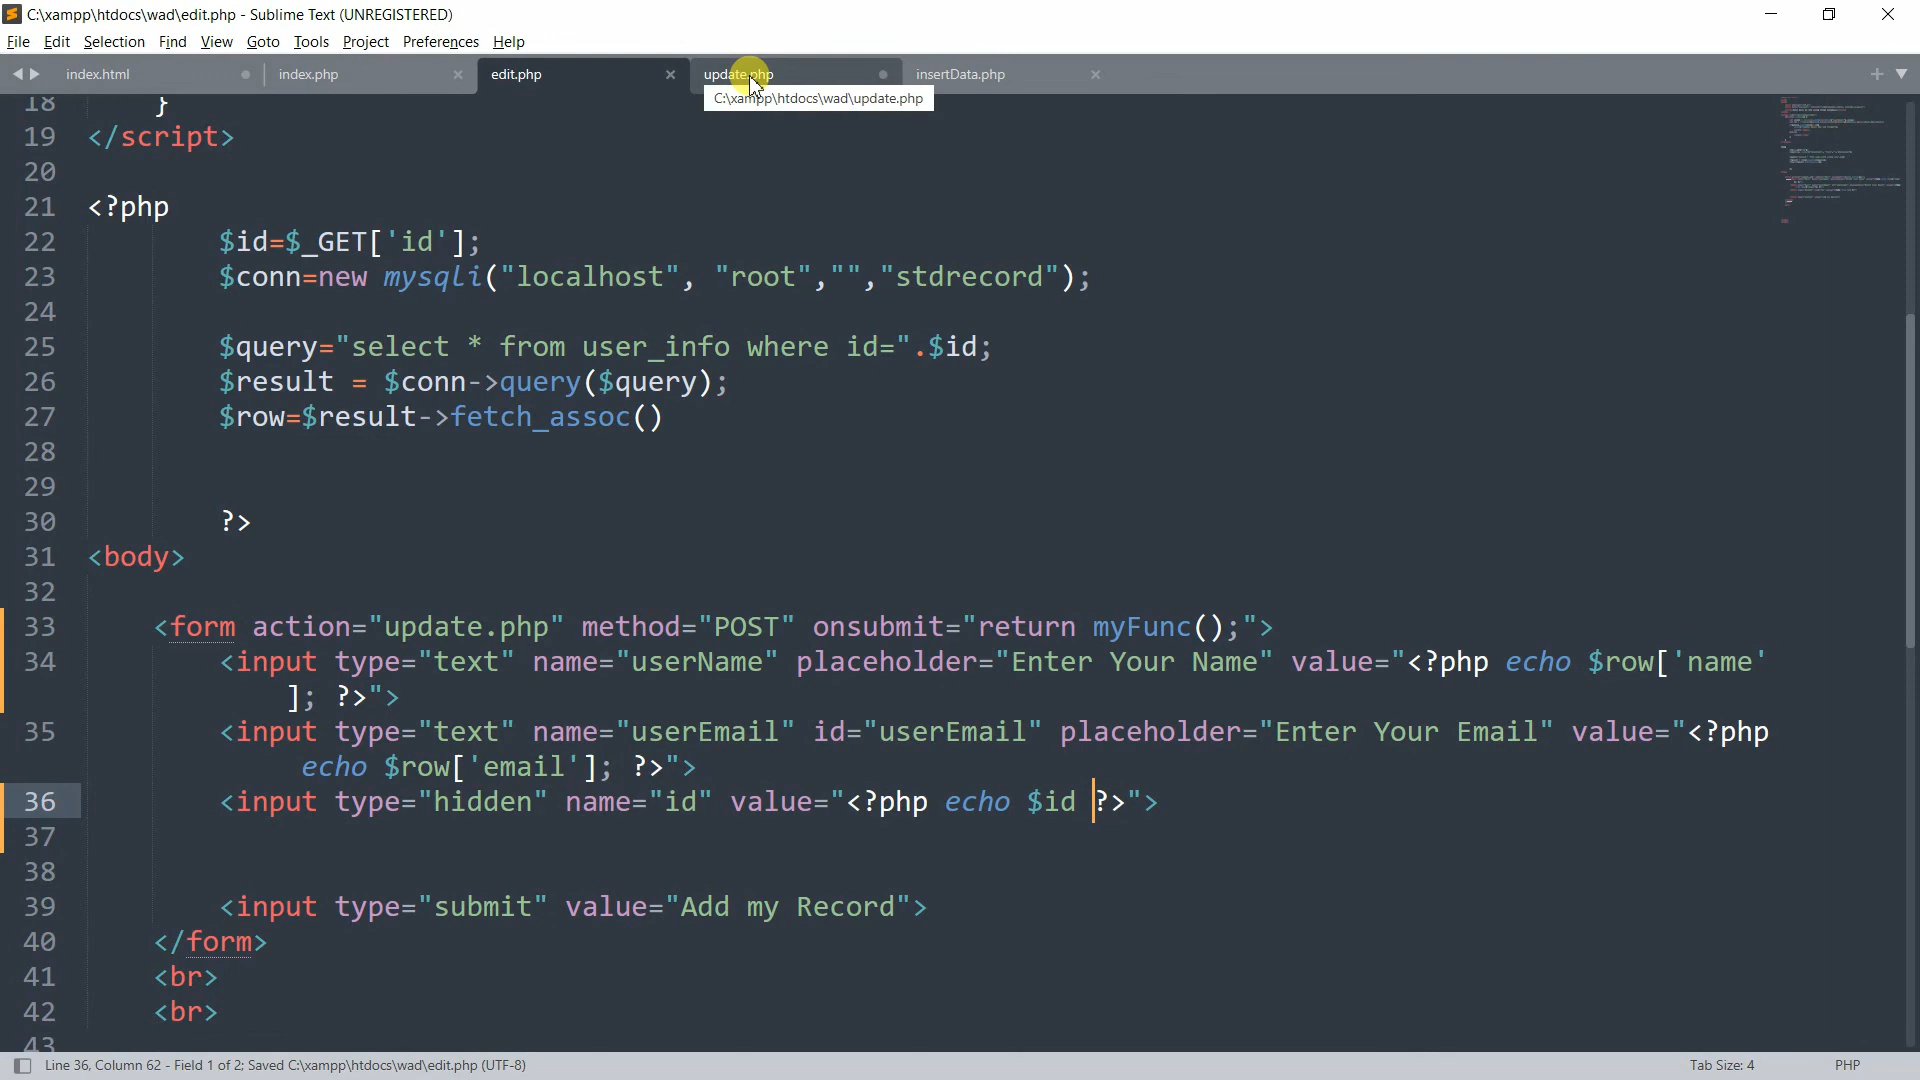 C:\xampp\htdocs\wad\edit.php - Sublime Text (UNREGISTERED)
File Edit Selection Find View Goto Tools Project Preferences Help
index.html index.php edit.php update.php insertData.php
C:\xampp\htdocs\wad\update.php
18 }
19 </script>
20
21 <?php
22 $id=$_GET['id'];
23 $conn=new mysqli("localhost", "root","","stdrecord");
24
25 $query="select * from user_info where id=".$id;
26 $result = $conn->query($query);
27 $row=$result->fetch_assoc()
28
29
30 ?>
31 <body>
32
33 <form action="update.php" method="POST" onsubmit="return myFunc();">
34 <input type="text" name="userName" placeholder="Enter Your Name" value="<?php echo $row['name'
]; ?>">
35 <input type="text" name="userEmail" id="userEmail" placeholder="Enter Your Email" value="<?php
echo $row['email']; ?>">
36 <input type="hidden" name="id" value="<?php echo $id ?>">
37
38
39 <input type="submit" value="Add my Record">
40 </form>
41 <br>
42 <br>
43
Line 36, Column 62 - Field 1 of 2; Saved C:\xampp\htdocs\wad\edit.php (UTF-8) Tab Size: 4 PHP